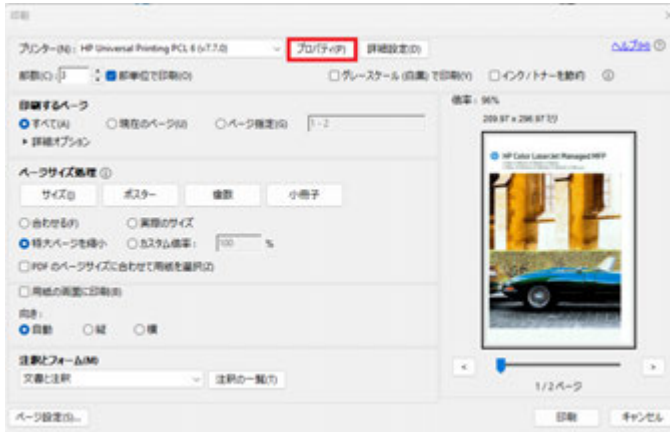 印刷
プリンター(N): HP Universal Printing PCL 6 (v7.7.0) プロパティ(P) 詳細設定(D) ヘルプ(H)
部数(C): 3 部単位で印刷(O) グレースケール (白黒) で印刷(Y) インク/トナーを節約
印刷するページ
すべて(A) 現在のページ(U) ページ指定(G) 1 - 2
詳細オプション
倍率: 96%
209.97 x 296.97 ミリ
ページサイズ処理
サイズ(I) ポスター 複数 小冊子
合わせる(F) 実際のサイズ
特大ページを縮小 カスタム倍率: 100 %
PDF のページサイズに合わせて用紙を選択(Z)
用紙の両面に印刷(B)
向き:
自動 縦 横
注釈とフォーム(M)
文書と注釈 注釈の一覧(T)
HP Color LaserJet Managed MFP
< >
1/2ページ
ページ設定(S)... 印刷 キャンセル